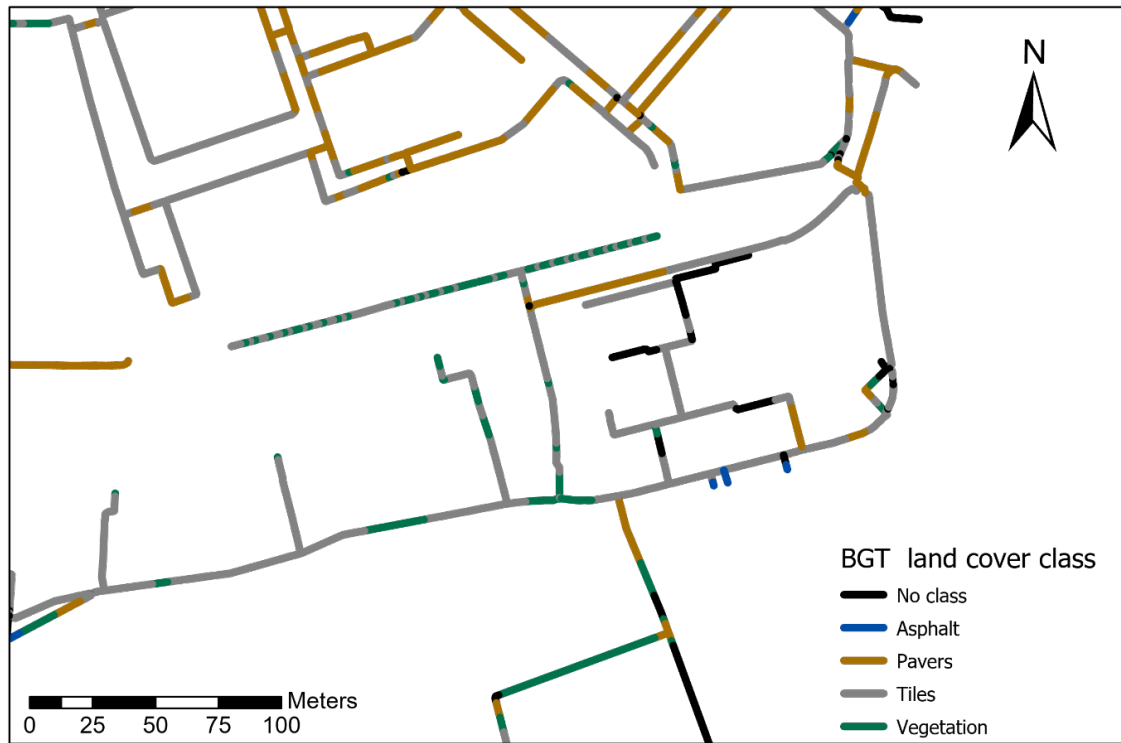 N
BGT land cover class
No class
Asphalt
Pavers
Tiles
Vegetation
Meters
0 25 50 75 100